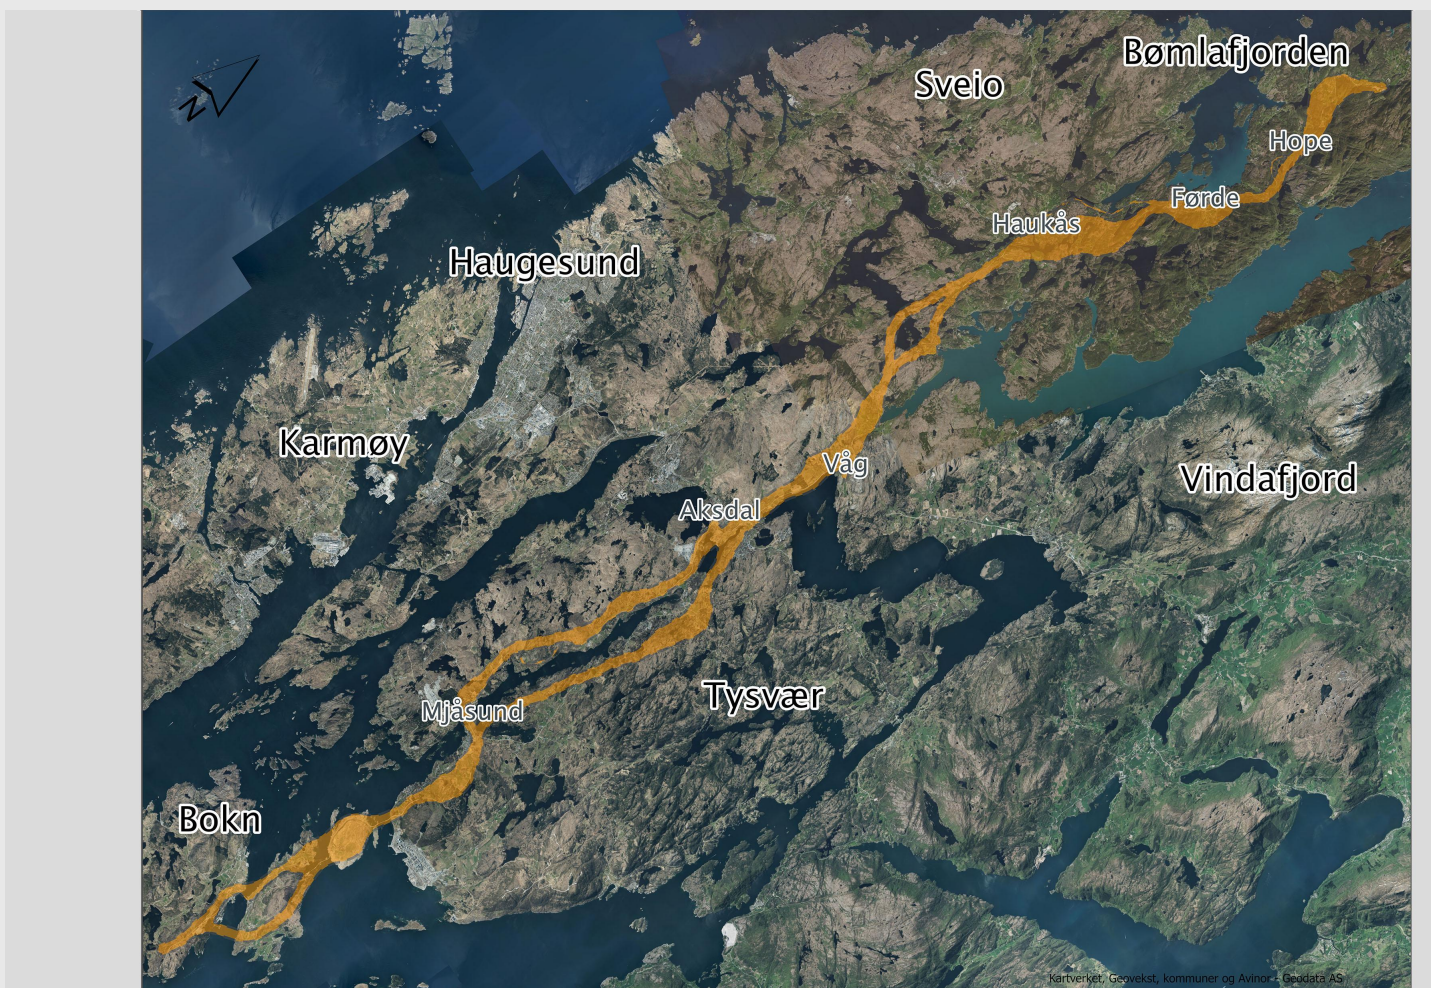 Bømlafjorden
Sveio
N
Hope
Førde
Haukås
Haugesund
Karmøy
Våg
Vindafjord
Aksdal
Tysvær
Mjåsund
Bokn
Kartverket, Geovekst, kommuner og Avinor - Geodata AS